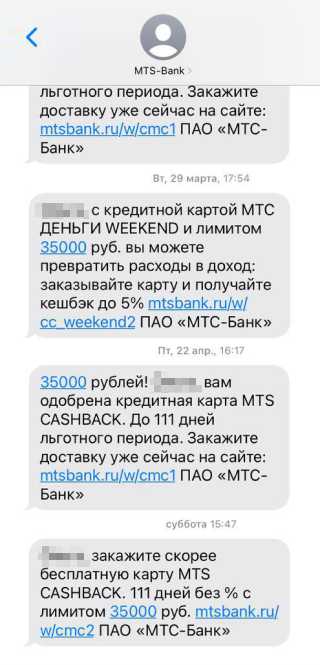 MTS-Bank
льготного периода. Закажите
доставку уже сейчас на сайте:
mtsbank.ru/w/cmc1 ПАО «МТС-
Банк»
Вт, 29 марта, 17:54
с кредитной картой МТС
ДЕНЬГИ WEEKEND и лимитом
35000 руб. вы можете
превратить расходы в доход:
заказывайте карту и получайте
кешбэк до 5% mtsbank.ru/w/
cc_weekend2 ПАО «МТС-Банк»
Пт, 22 апр., 16:17
35000 рублей! вам
одобрена кредитная карта MTS
CASHBACK. До 111 дней
льготного периода. Закажите
доставку уже сейчас на сайте:
mtsbank.ru/w/cmc1 ПАО «МТС-
Банк»
суббота 15:47
закажите скорее
бесплатную карту MTS
CASHBACK. 111 дней без % с
лимитом 35000 руб. mtsbank.ru/
w/cmc2 ПАО «МТС-Банк»